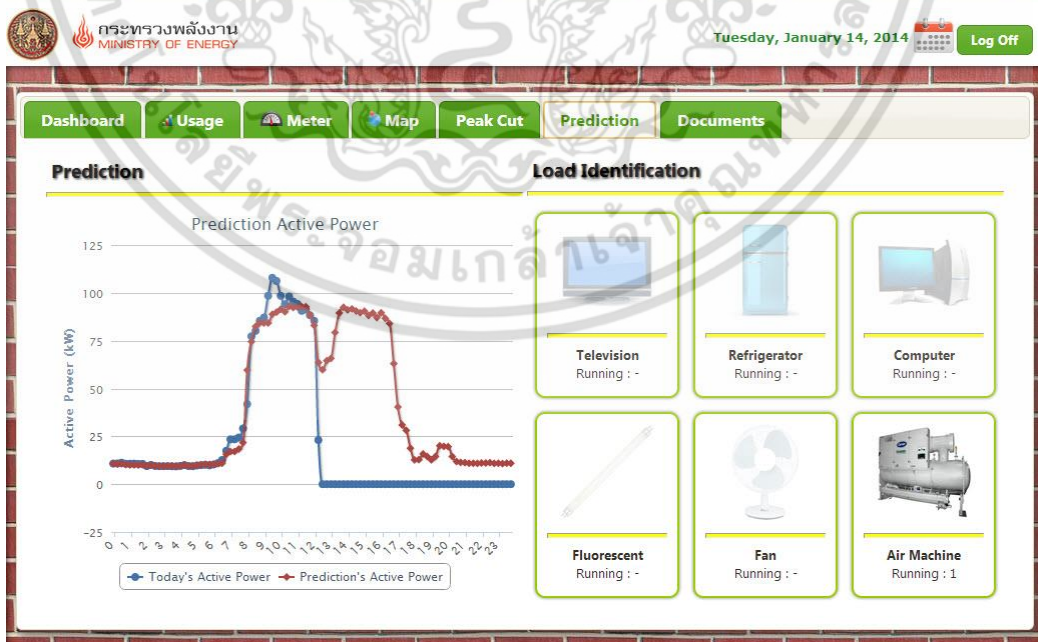 กระทรวงพลังงาน
MINISTRY OF ENERGY
Tuesday, January 14, 2014
Log Off
Dashboard
Usage
Meter
Map
Peak Cut
Prediction
Documents
Prediction
Load Identification
Prediction Active Power
Active Power (kW)
125
100
75
50
25
0
-25
0 1 2 3 4 5 6 7 8 9 10 11 12 13 14 15 16 17 18 19 20 21 22 23
Today's Active Power
Prediction's Active Power
Television
Running : -
Refrigerator
Running : -
Computer
Running : -
Fluorescent
Running : -
Fan
Running : -
Air Machine
Running : 1